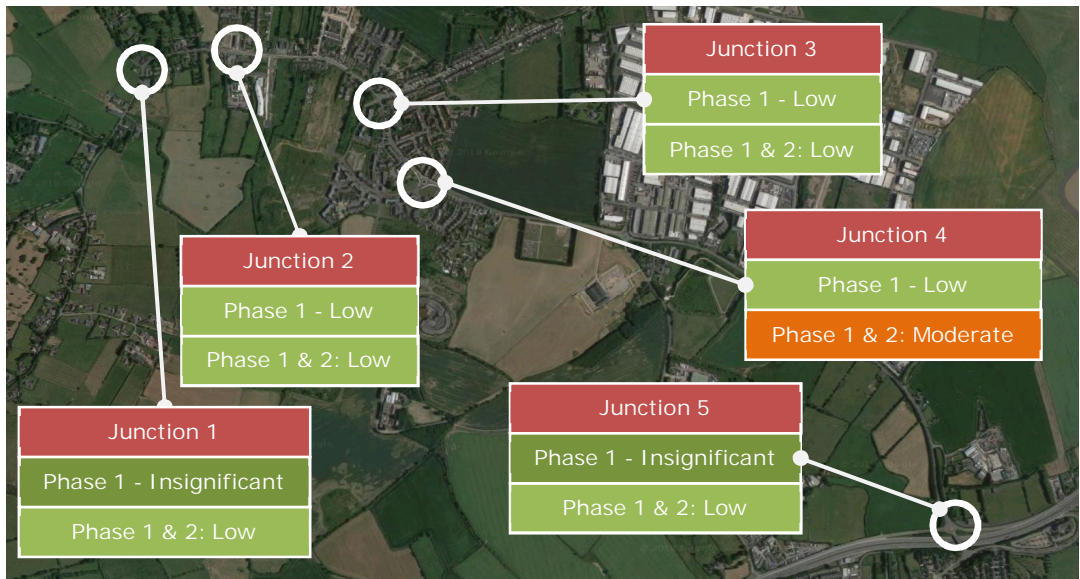 Junction 3
Phase 1 - Low
Phase 1 & 2: Low
Junction 4
Phase 1 - Low
Phase 1 & 2: Moderate
Junction 2
Phase 1 - Low
Phase 1 & 2: Low
Junction 5
Phase 1 - Insignificant
Phase 1 & 2: Low
Junction 1
Phase 1 - Insignificant
Phase 1 & 2: Low